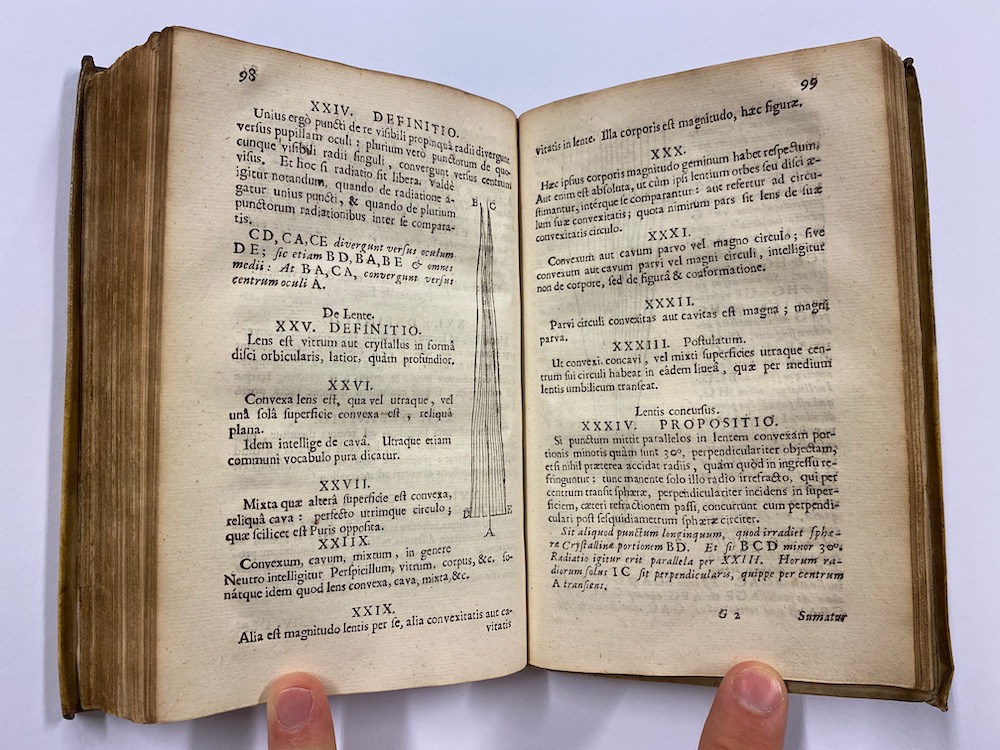 98
XXIV. DEFINITIO.
Unius ergò puncti de re visibili propinquâ radii divergunt
versus pupillam oculi : plurium verò punctorum de quo-
cunque visibili radii singuli, convergunt versus centrum
visus. Et hoc si radiatio sit libera. Valdè
igitur notandum, quando de radiatione a-
gatur unius puncti, & quando de plurium
punctorum radiationibus inter se compara-
tis.
CD, CA, CE divergunt versus oculum
DE; sic etiam BD, BA, BE & omnes
medii: At BA, CA, convergunt versus
centrum oculi A.
B C
D E
A
De Lente.
XXV. DEFINITIO.
Lens est vitrum aut crystallus in formâ
disci orbicularis, latior, quàm profundior.
XXVI.
Convexa lens est, qua vel utraque, vel
unâ solâ superficie convexa est, reliquâ
plana.
Idem intellige de cavâ. Utraque etiam
communi vocabulo pura dicatur.
XXVII.
Mixta quæ alterâ superficie est convexa,
reliquâ cava : perfecto utrimque circulo;
quæ scilicet est Puris opposita.
XXIIX.
Convexum, cavum, mixtum, in genere
Neutro intelligitur Perspicillum, vitrum, corpus, &c. so-
nátque idem quod lens convexa, cava, mixta, &c.
XXIX.
Alia est magnitudo lentis per se, alia convexitatis aut ca-
vitatis
99
vitatis in lente. Illa corporis est magnitudo, hæc figuræ.
XXX.
Hæc ipsius corporis magnitudo geminum habet respectum,
Aut enim est absoluta, ut cùm ipsi lentium orbes seu disci æ-
stimantur, intérque se comparantur : aut refertur ad circu-
lum suæ convexitatis; quota nimirum pars sit lens de suæ
convexitatis circulo.
XXXI.
Convexum aut cavum parvo vel magno circulo; sive
convexum aut cavum parvi vel magni circuli, intelligitur
non de corpore, sed de figurâ & conformatione.
XXXII.
Parvi circuli convexitas aut cavitas est magna ; magni
parva.
XXXIII. Postulatum.
Ut convexi. concavi, vel mixti superficies utraque cen-
trum sui circuli habeat in eâdem lineâ, quæ per medium
lentis umbilicum transeat.
Lentis concursus.
XXXIV. PROPOSITIO.
Si punctum mittit parallelos in lentem convexam por-
tionis minoris quàm sunt 30°, perpendiculariter objectam,
et si nihil præterea accidat radiis, quàm quòd in ingressu re-
fringuntur : tunc manente solo illo radio irrefracto, qui per
centrum transit sphæræ, perpendiculariter incidens in super-
ficiem, cæteri refractionem passi, concurrunt cum perpendi-
culari post sesquidiametrum sphæræ circiter.
Sit aliquod punctum longinquum, quod irradiet sphæ-
ræ Crystallinæ portionem BD. Et sit BCD minor 30°.
Radiatio igitur erit parallela per XXIII. Horum ra-
diorum solus IC sit perpendicularis, quippe per centrum
A transiens.
G 2
Sumatur